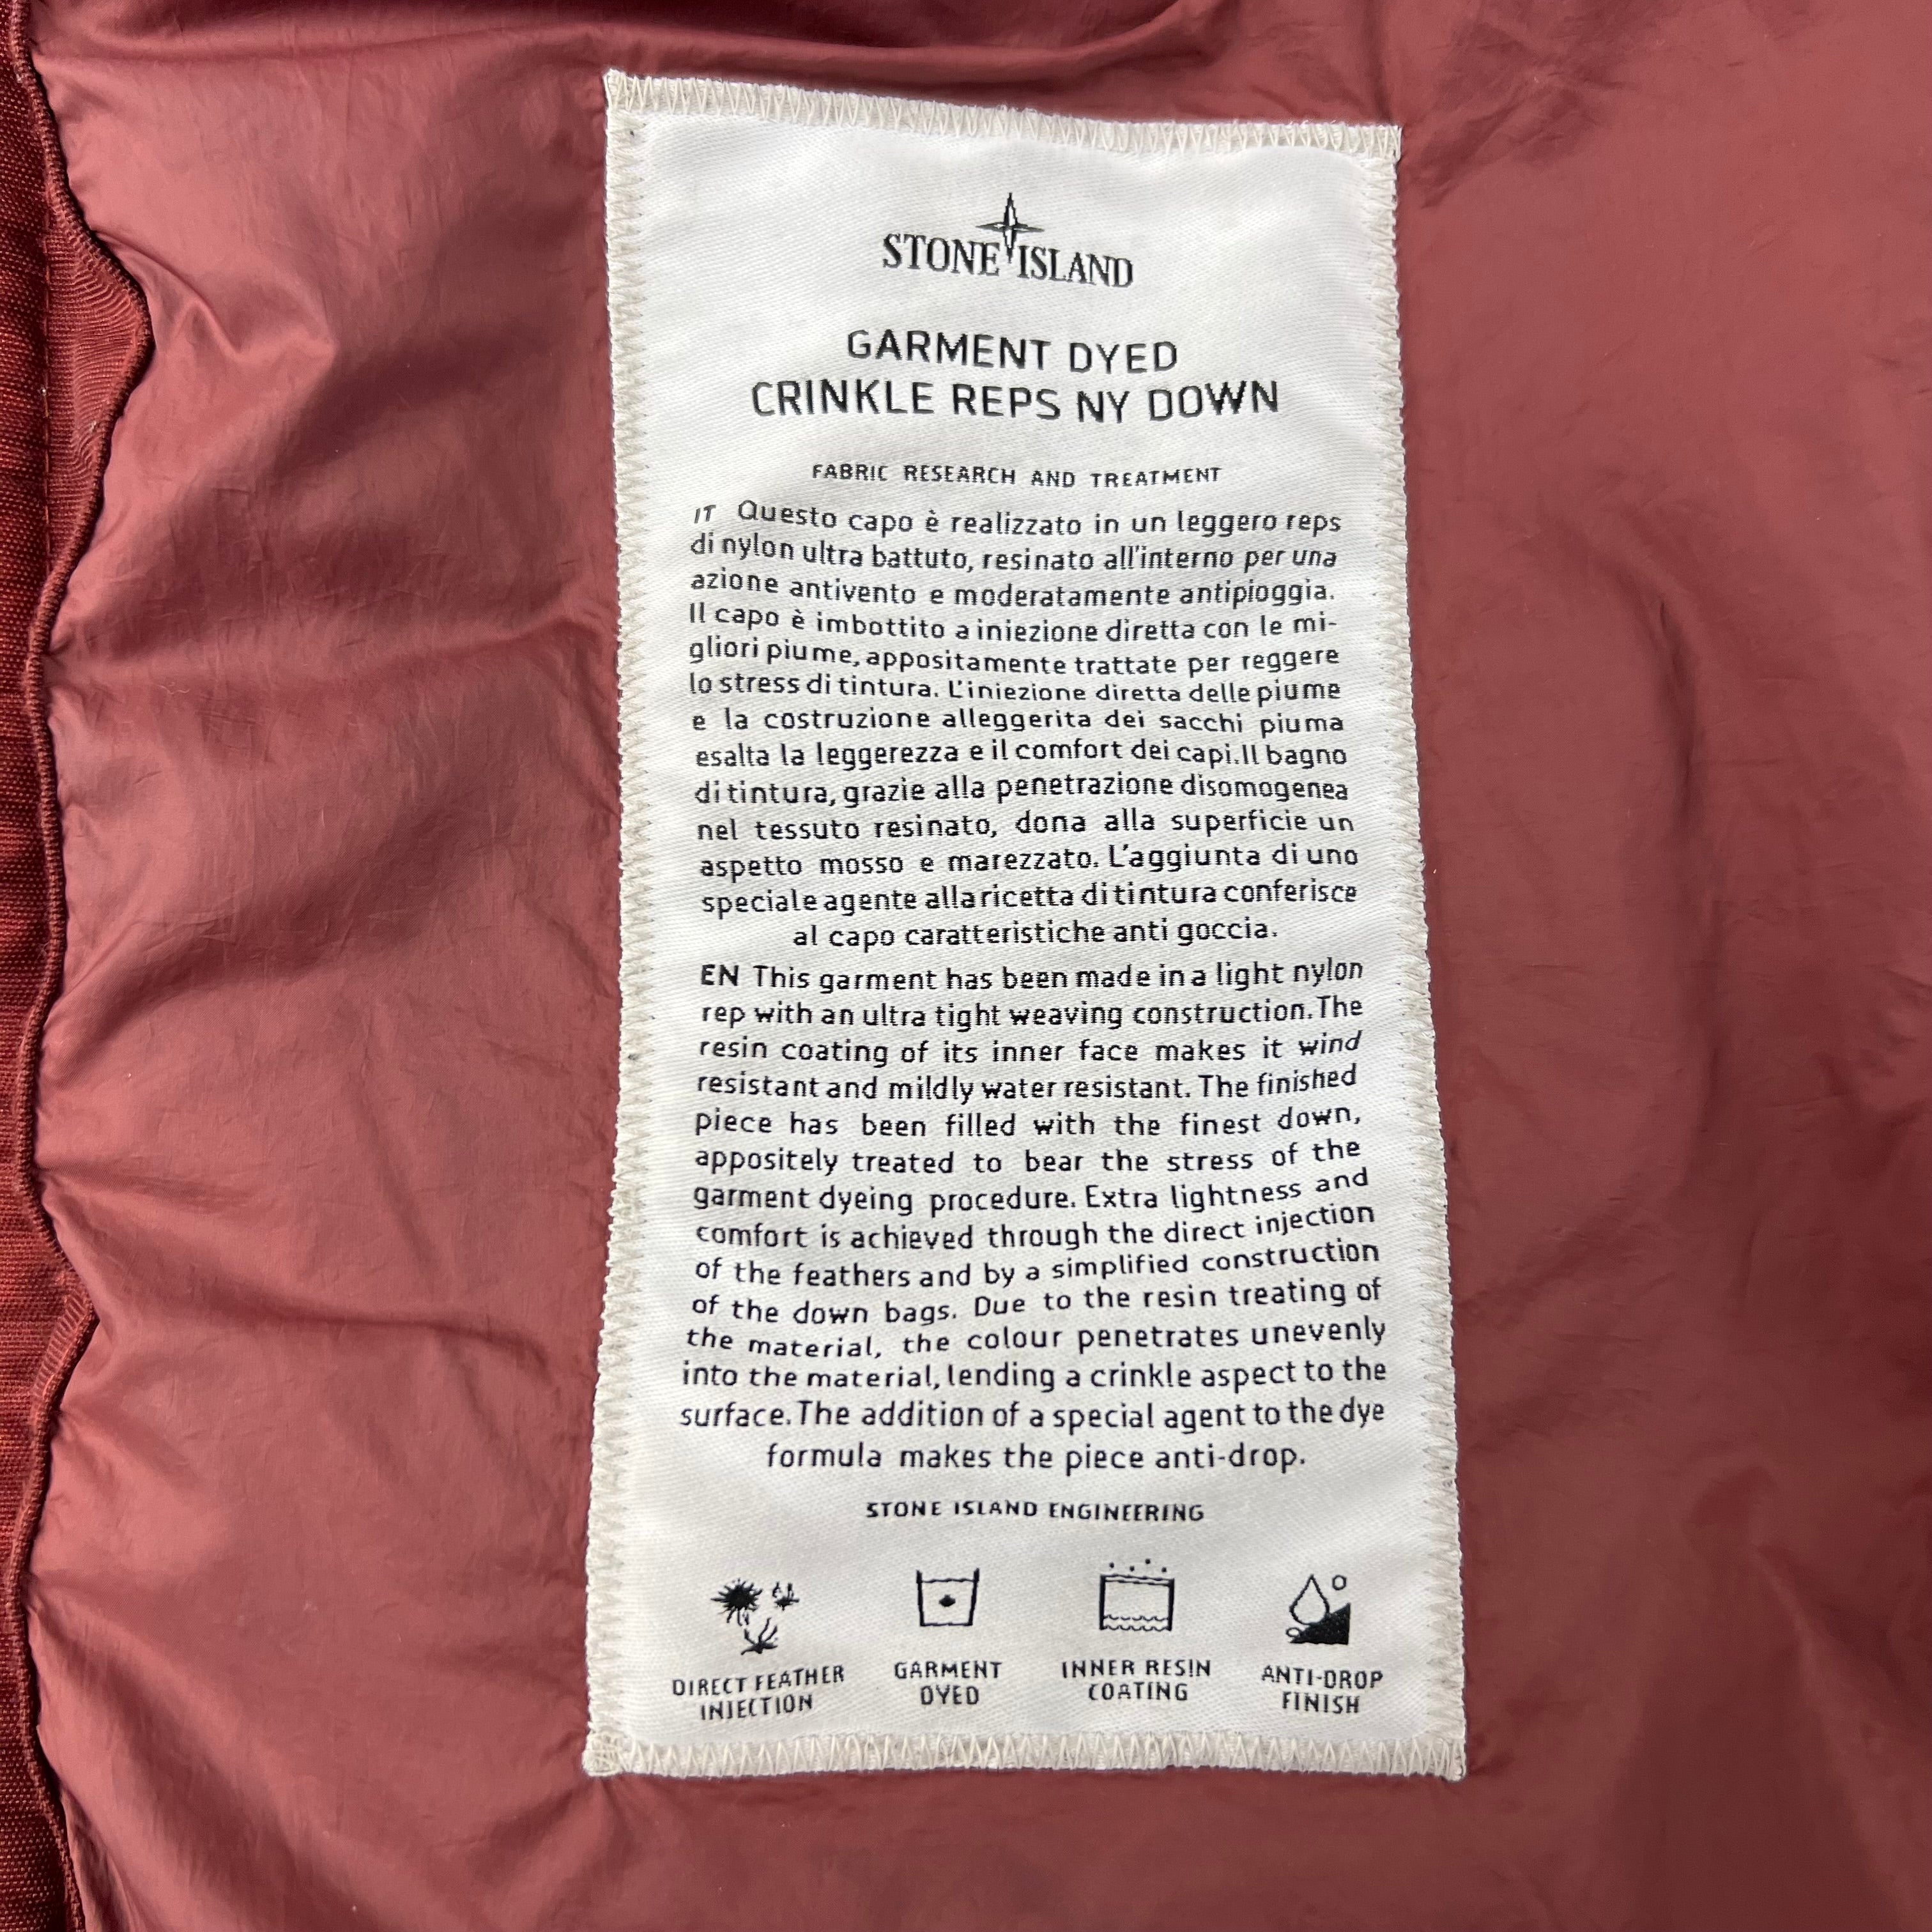 STONE ISLAND
GARMENT DYED
CRINKLE REPS NY DOWN
FABRIC RESEARCH AND TREATMENT
IT Questo capo è realizzato in un leggero reps
di nylon ultra battuto, resinato all'interno per una
azione antivento e moderatamente antipioggia.
Il capo è imbottito a iniezione diretta con le mi-
gliori piume, appositamente trattate per reggere
lo stress di tintura. L'iniezione diretta delle piume
e la costruzione alleggerita dei sacchi piuma
esalta la leggerezza e il comfort dei capi. Il bagno
di tintura, grazie alla penetrazione disomogenea
nel tessuto resinato, dona alla superficie un
aspetto mosso e marezzato. L'aggiunta di uno
speciale agente alla ricetta di tintura conferisce
al capo caratteristiche anti goccia.
EN This garment has been made in a light nylon
rep with an ultra tight weaving construction. The
resin coating of its inner face makes it wind
resistant and mildly water resistant. The finished
piece has been filled with the finest down,
appositely treated to bear the stress of the
garment dyeing procedure. Extra lightness and
comfort is achieved through the direct injection
of the feathers and by a simplified construction
of the down bags. Due to the resin treating of
the material, the colour penetrates unevenly
into the material, lending a crinkle aspect to the
surface. The addition of a special agent to the dye
formula makes the piece anti-drop.
STONE ISLAND ENGINEERING
DIRECT FEATHER
INJECTION
GARMENT
DYED
INNER RESIN
COATING
ANTI-DROP
FINISH